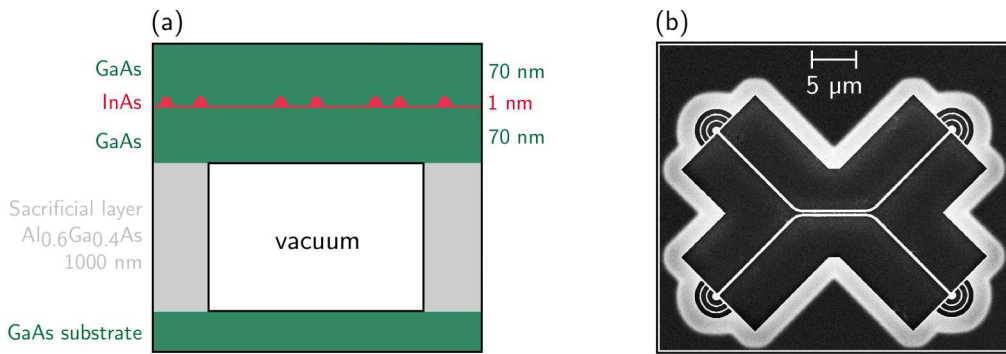 (a)
GaAs
70 nm
InAs
1 nm
GaAs
70 nm
Sacrificial layer
Al0.6Ga0.4As
1000 nm
vacuum
GaAs substrate
(b)
5 μm